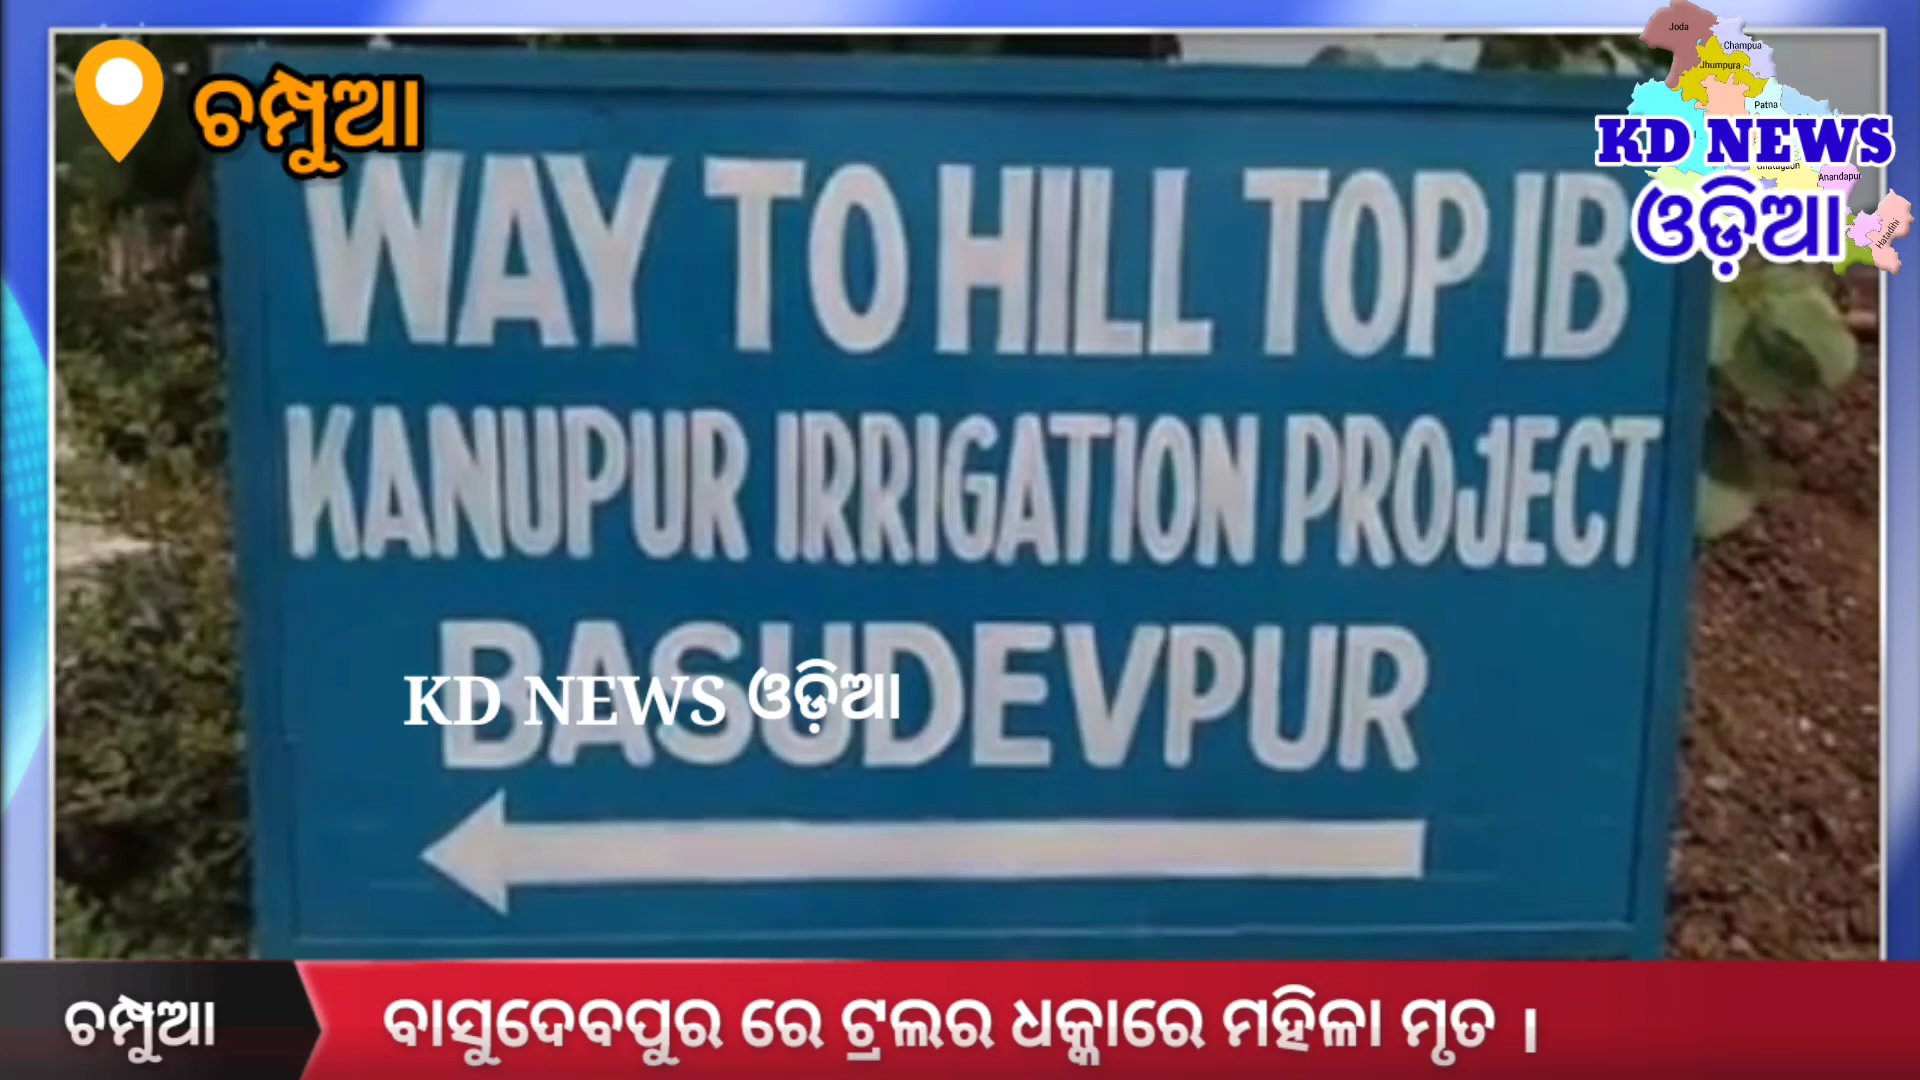 ଚମ୍ପୁଆ
Joda
Champua
Jhumpura
Patna
KD NEWS
Anandapur
ଓଡ଼ିଆ
Hatadihi
WAY TO HILL TOP IB
KANUPUR IRRIGATION PROJECT
BASUDEVPUR
KD NEWS ଓଡ଼ିଆ
ଚମ୍ପୁଆ
ବାସୁଦେବପୁର ରେ ଟ୍ରଲର ଧକ୍କାରେ ମହିଳା ମୃତ ।